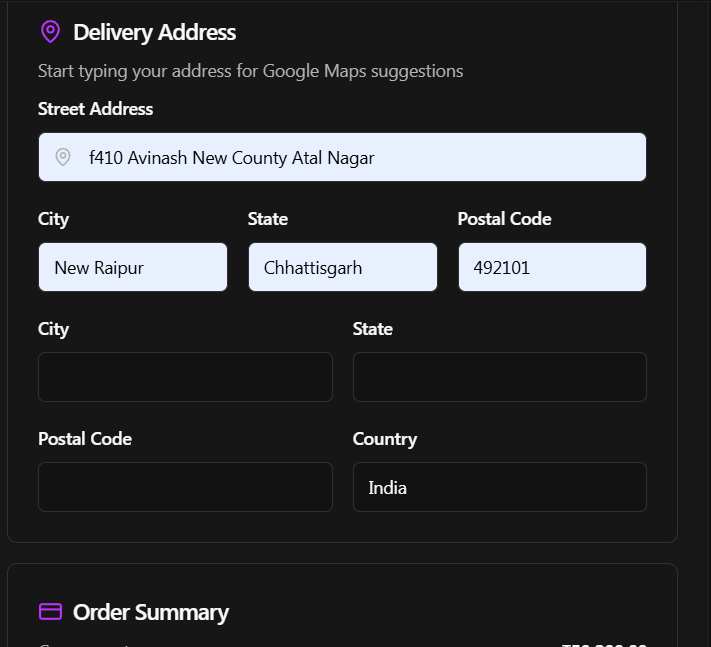 Delivery Address
Start typing your address for Google Maps suggestions
Street Address
f410 Avinash New County Atal Nagar
City State Postal Code
New Raipur Chhattisgarh 492101
City State
Postal Code Country
India
Order Summary